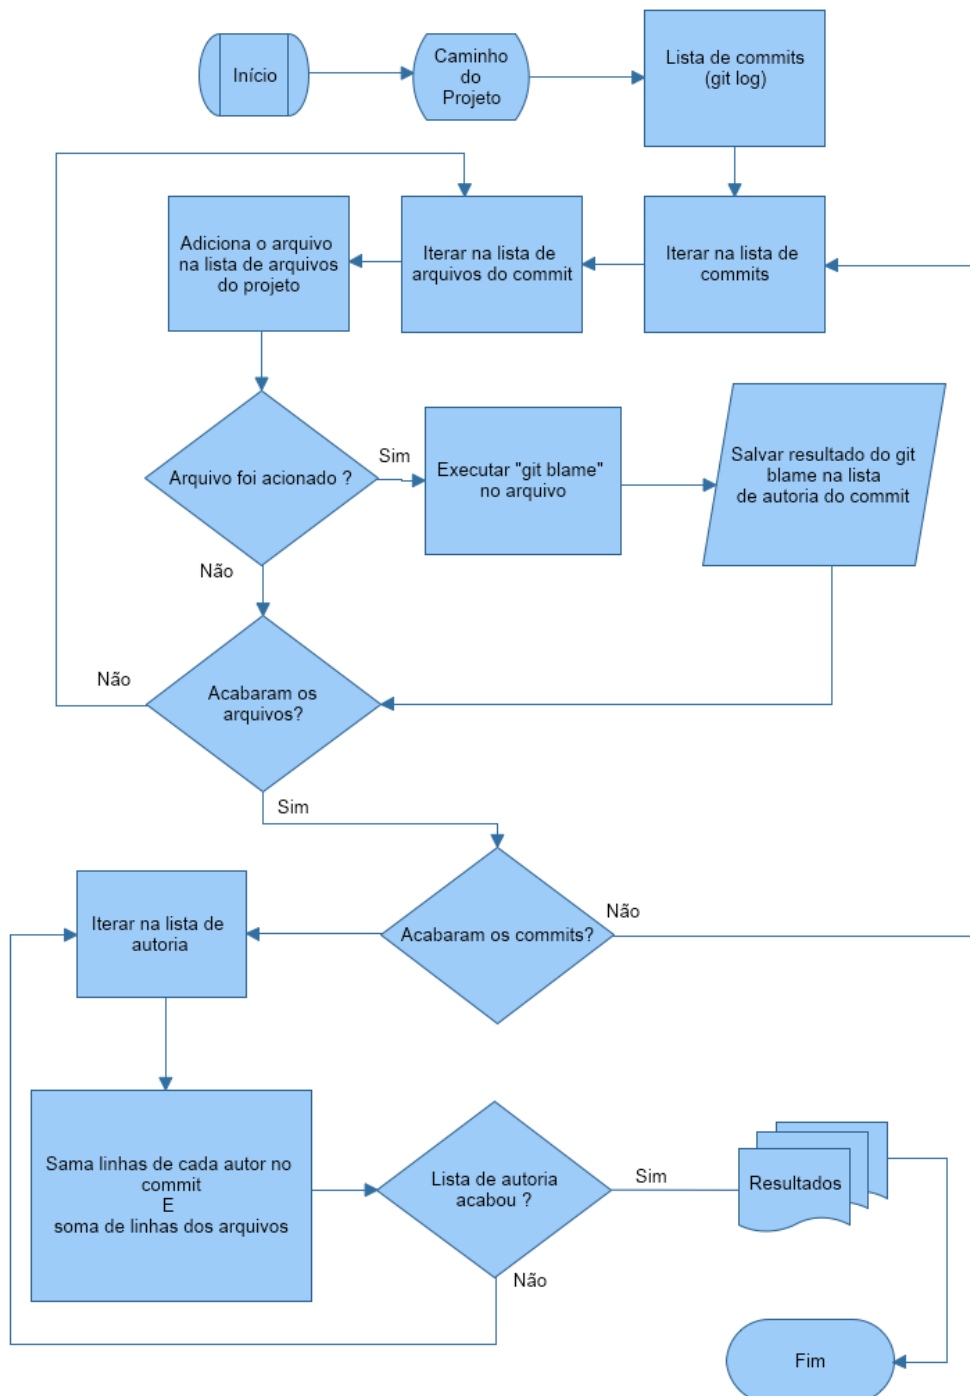 Início
Caminho
do
Projeto
Lista de commits
(git log)
Adiciona o arquivo
na lista de arquivos
do projeto
Iterar na lista de
arquivos do commit
Iterar na lista de
commits
Arquivo foi acionado ?
Sim
Executar "git blame"
no arquivo
Salvar resultado do git
blame na lista
de autoria do commit
Não
Não
Acabaram os
arquivos?
Sim
Iterar na lista de
autoria
Acabaram os commits?
Não
Sama linhas de cada autor no
commit
E
soma de linhas dos arquivos
Lista de autoria
acabou ?
Sim
Resultados
Não
Fim